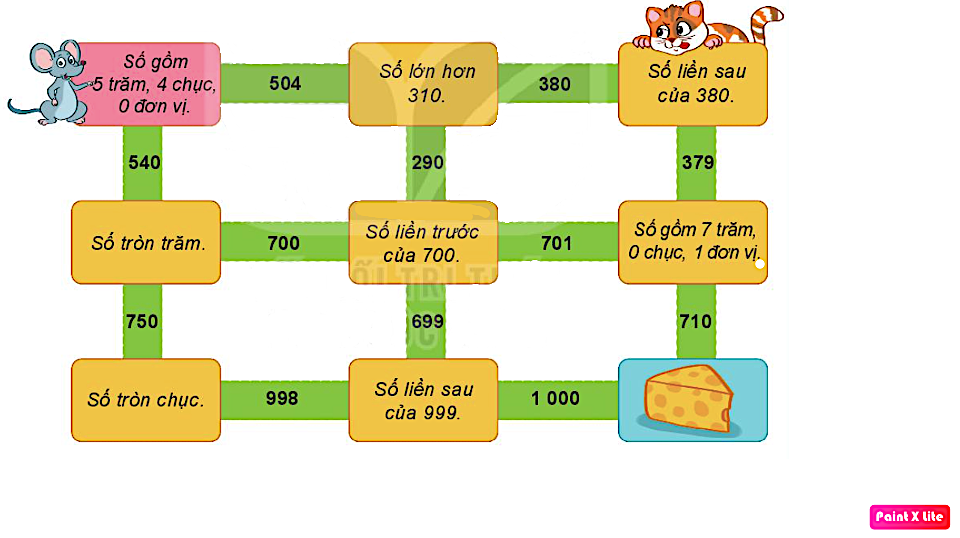 Số gồm
5 trăm, 4 chục,
0 đơn vị.
504
Số lớn hơn
310.
380
Số liền sau
của 380.
540
290
379
Số tròn trăm.
700
Số liền trước
của 700.
701
Số gồm 7 trăm,
0 chục, 1 đơn vị.
750
699
710
Số tròn chục.
998
Số liền sau
của 999.
1 000
Paint X Lite